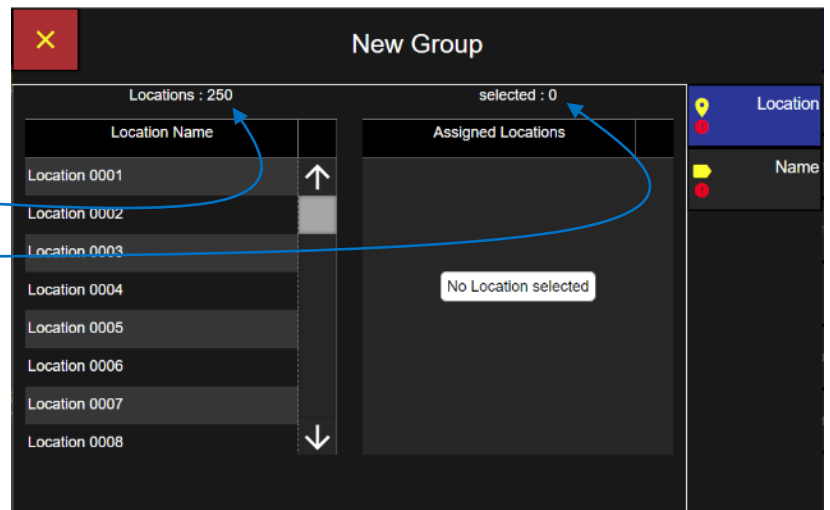 New Group
Locations : 250
selected : 0
Location Name
Assigned Locations
Location 0001
Location 0002
Location 0003
Location 0004
Location 0005
Location 0006
Location 0007
Location 0008
No Location selected
Location
Name